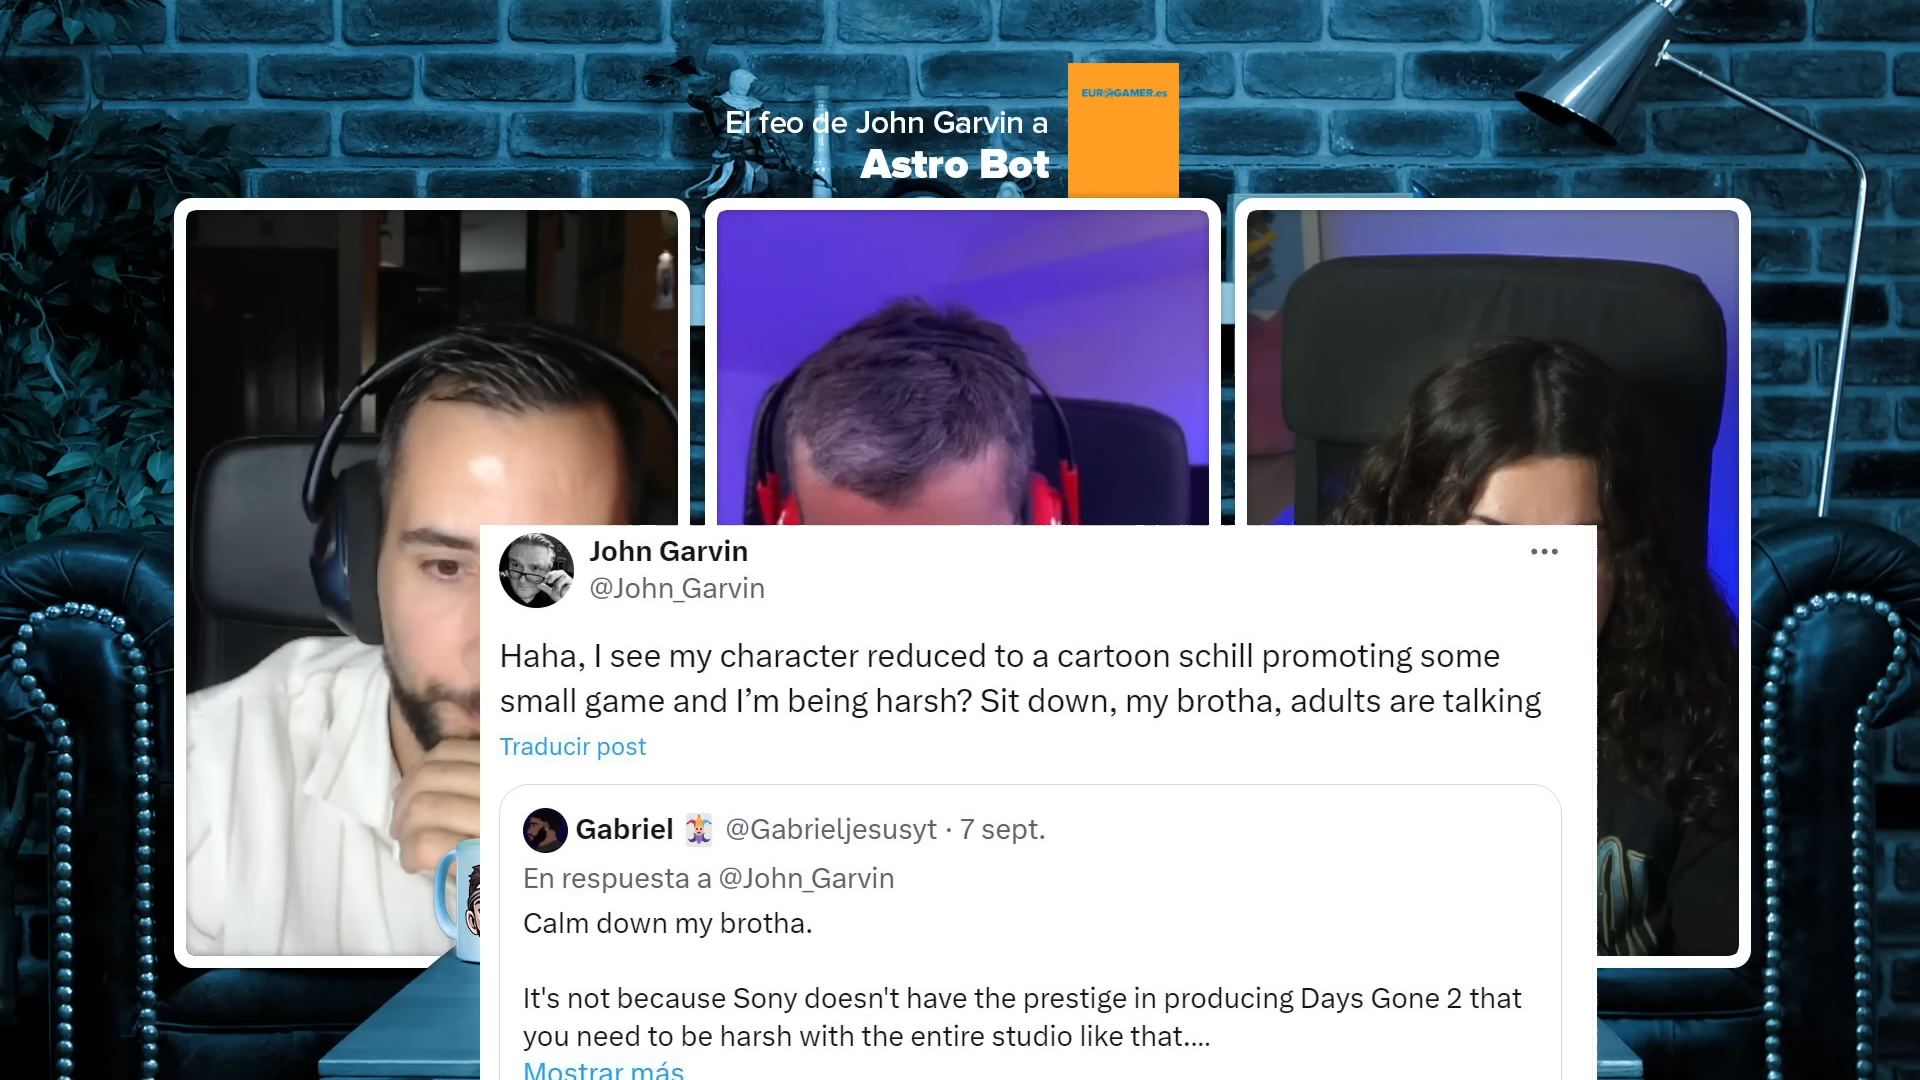 El feo de John Garvin a
Astro Bot
EUROGAMER.es
John Garvin
@John_Garvin
Haha, I see my character reduced to a cartoon schill promoting some
small game and I’m being harsh? Sit down, my brotha, adults are talking
Traducir post
Gabriel @Gabrieljesusyt · 7 sept.
En respuesta a @John_Garvin
Calm down my brotha.
It's not because Sony doesn't have the prestige in producing Days Gone 2 that
you need to be harsh with the entire studio like that....
Mostrar más